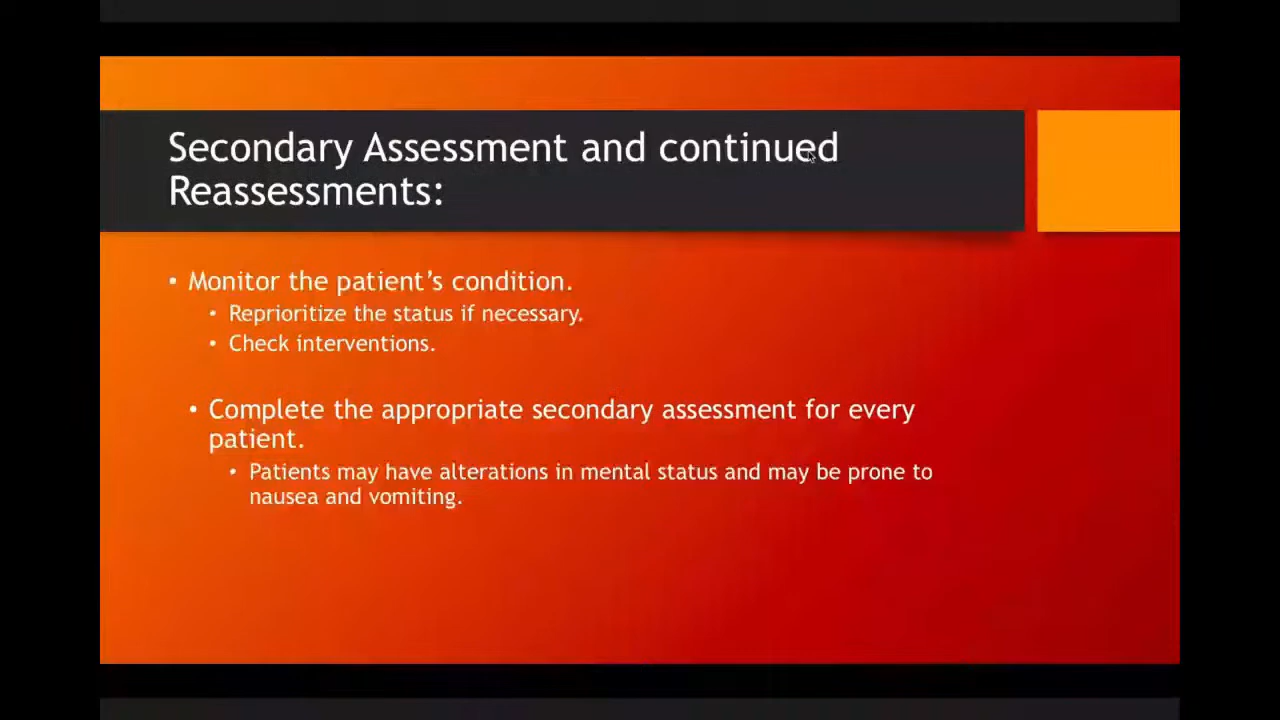 Secondary Assessment and continued
Reassessments:
• Monitor the patient’s condition.
• Reprioritize the status if necessary.
• Check interventions.
• Complete the appropriate secondary assessment for every
patient.
• Patients may have alterations in mental status and may be prone to
nausea and vomiting.